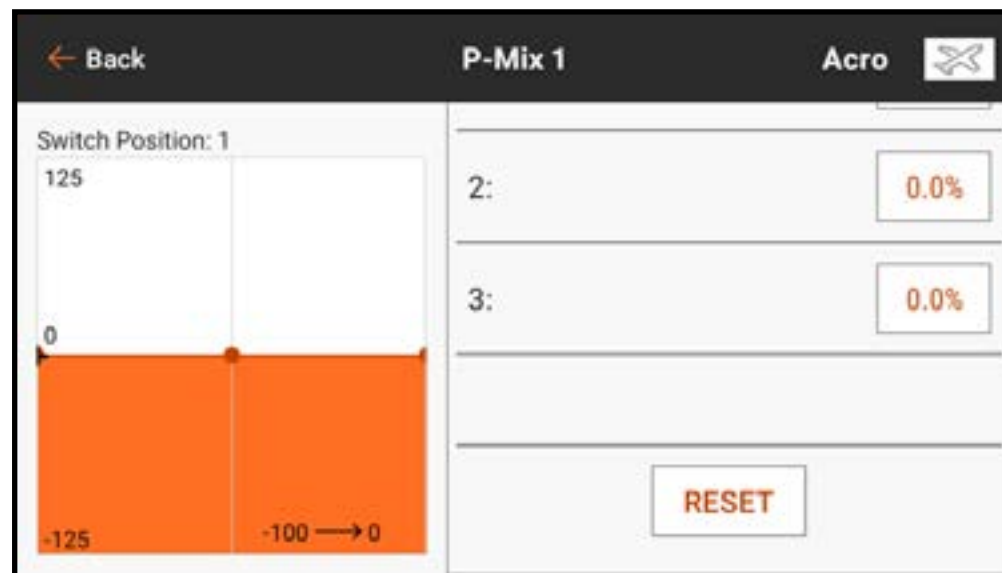 ← Back
P-Mix 1
Acro
Switch Position: 1
125
0
-125
-100 → 0
2:
0.0%
3:
0.0%
RESET